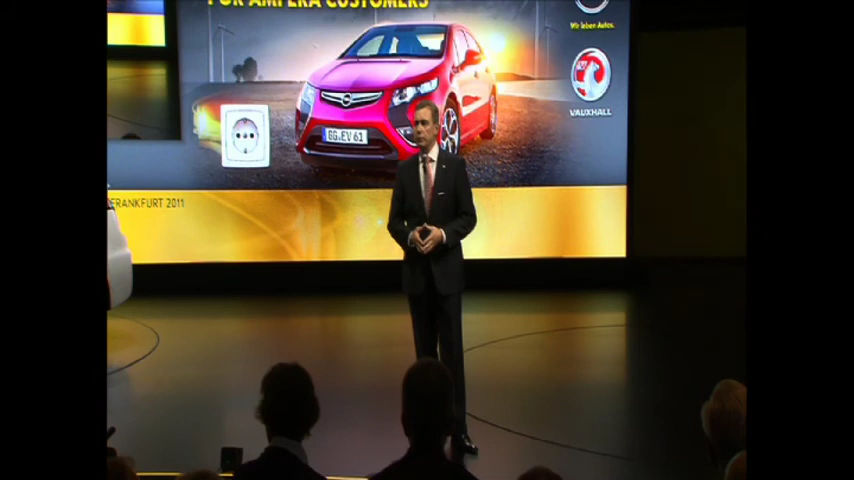 FOR AMPERA CUSTOMERS
Wir leben Autos.
VAUXHALL
GG EV 61
FRANKFURT 2011